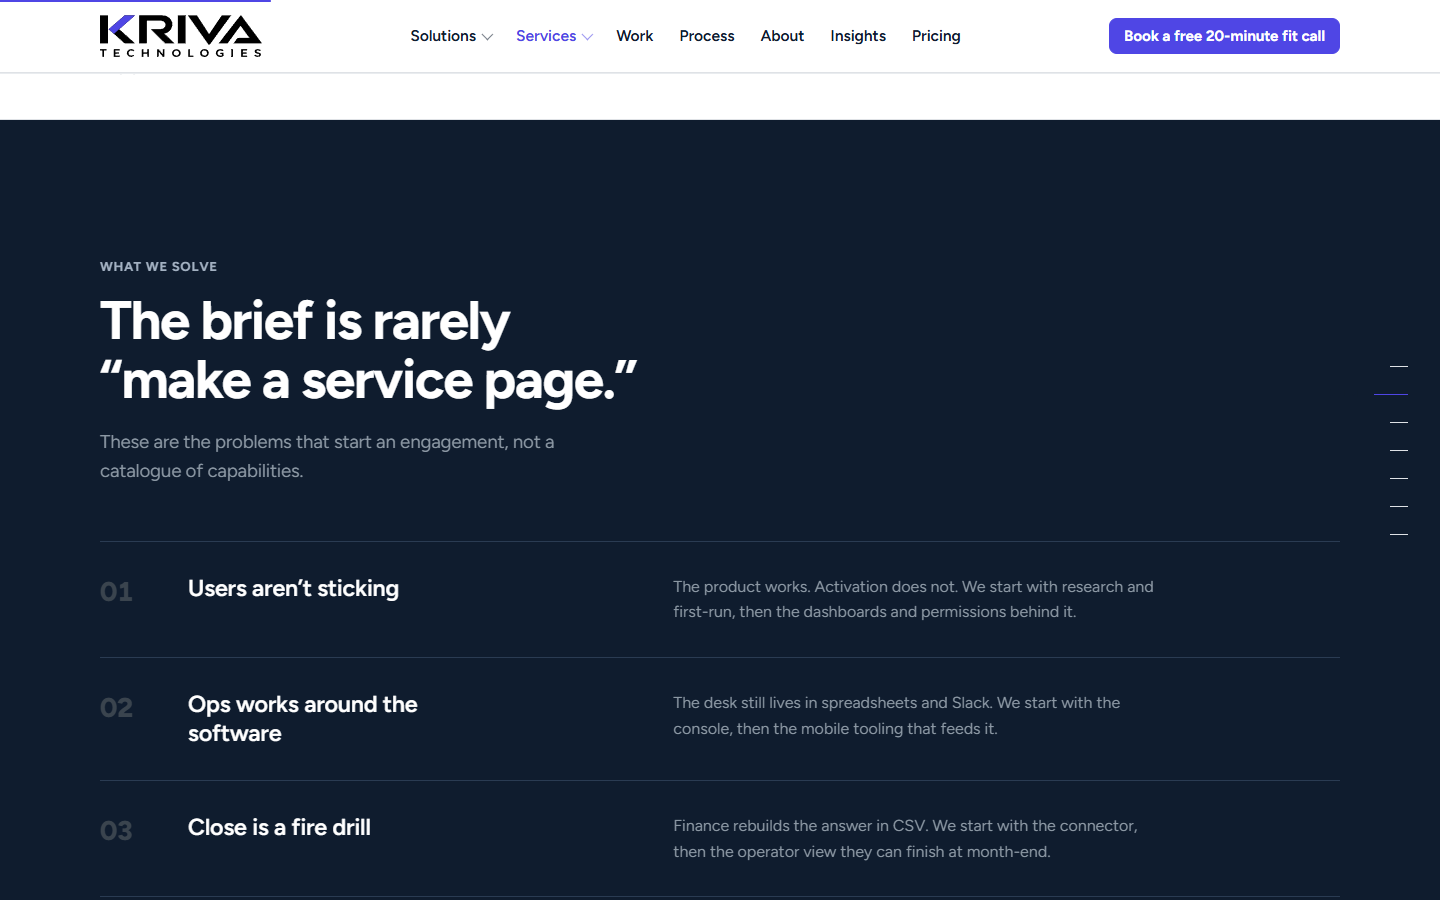 KRIVA
TECHNOLOGIES
Solutions
Services
Work
Process
About
Insights
Pricing
Book a free 20-minute fit call
WHAT WE SOLVE
The brief is rarely
“make a service page.”
These are the problems that start an engagement, not a
catalogue of capabilities.
01
Users aren’t sticking
The product works. Activation does not. We start with research and
first-run, then the dashboards and permissions behind it.
02
Ops works around the
software
The desk still lives in spreadsheets and Slack. We start with the
console, then the mobile tooling that feeds it.
03
Close is a fire drill
Finance rebuilds the answer in CSV. We start with the connector,
then the operator view they can finish at month-end.